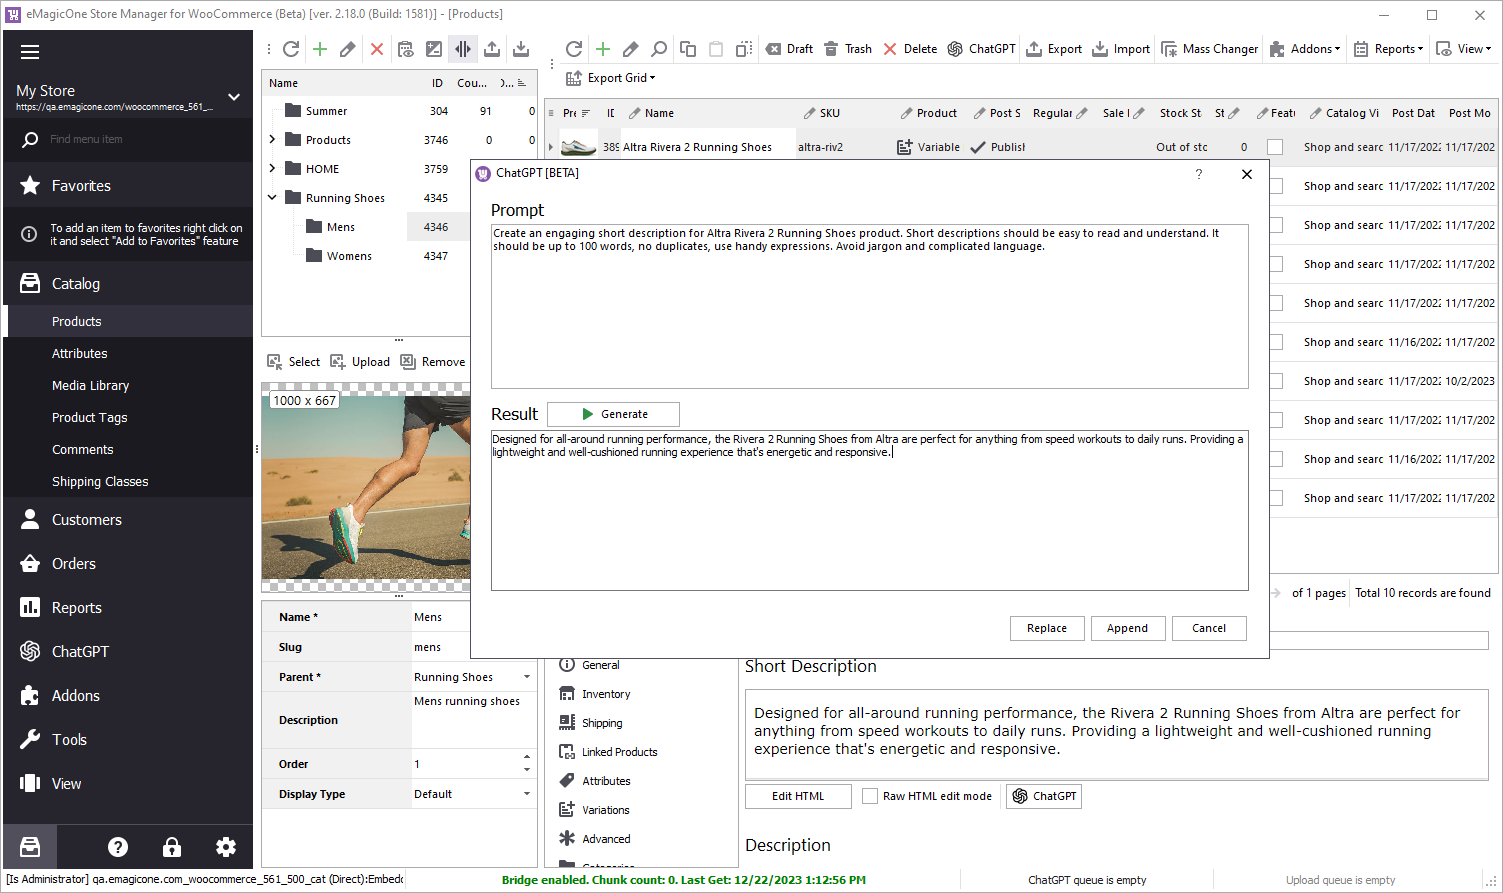 eMagicOne Store Manager for WooCommerce (Beta) [ver. 2.18.0 (Build: 1581)] - [Products]
My Store
https://qa.emagicone.com/woocommerce_561_...
Find menu item
Favorites
To add an item to favorites right click on
it and select "Add to Favorites" feature
Catalog
Products
Attributes
Media Library
Product Tags
Comments
Shipping Classes
Customers
Orders
Reports
ChatGPT
Addons
Tools
View
Name ID Cou...
Summer 304 91 0
Products 3746 0 0
HOME 3759
Running Shoes 4345
Mens 4346
Womens 4347
Select Upload Remove
1000 x 667
Name * Mens
Slug mens
Parent * Running Shoes
Description Mens running shoes
Order 1
Display Type Default
Draft Trash Delete ChatGPT Export Import Mass Changer Addons Reports View
Export Grid
Name SKU Product Post S Regular Sale Stock St St Featu Catalog Vi Post Dat Post Mo
389 Altra Rivera 2 Running Shoes altra-riv2 Variable Publish Out of sto 0 Shop and searc 11/17/2022 11/17/202
Shop and searc 11/17/2022 11/17/202
Shop and searc 11/17/2022 11/17/202
Shop and searc 11/17/2022 11/17/202
Shop and searc 11/17/2022 11/17/202
Shop and searc 11/16/2022 11/17/202
Shop and searc 11/17/2022 10/2/2023
Shop and searc 11/17/2022 11/17/202
Shop and searc 11/16/2022 11/17/202
Shop and searc 11/17/2022 11/17/202
of 1 pages Total 10 records are found
ChatGPT [BETA] ?
Prompt
Create an engaging short description for Altra Rivera 2 Running Shoes product. Short descriptions should be easy to read and understand. It
should be up to 100 words, no duplicates, use handy expressions. Avoid jargon and complicated language.
Result Generate
Designed for all-around running performance, the Rivera 2 Running Shoes from Altra are perfect for anything from speed workouts to daily runs. Providing a
lightweight and well-cushioned running experience that's energetic and responsive.
Replace Append Cancel
General
Inventory
Shipping
Linked Products
Attributes
Variations
Advanced
Categories
Short Description
Designed for all-around running performance, the Rivera 2 Running Shoes from Altra are perfect for
anything from speed workouts to daily runs. Providing a lightweight and well-cushioned running
experience that's energetic and responsive.
Edit HTML Raw HTML edit mode ChatGPT
Description
[Is Administrator] qa.emagicone.com_woocommerce_561_500_cat (Direct):Embedd
Bridge enabled. Chunk count: 0. Last Get: 12/22/2023 1:12:56 PM
ChatGPT queue is empty
Upload queue is empty